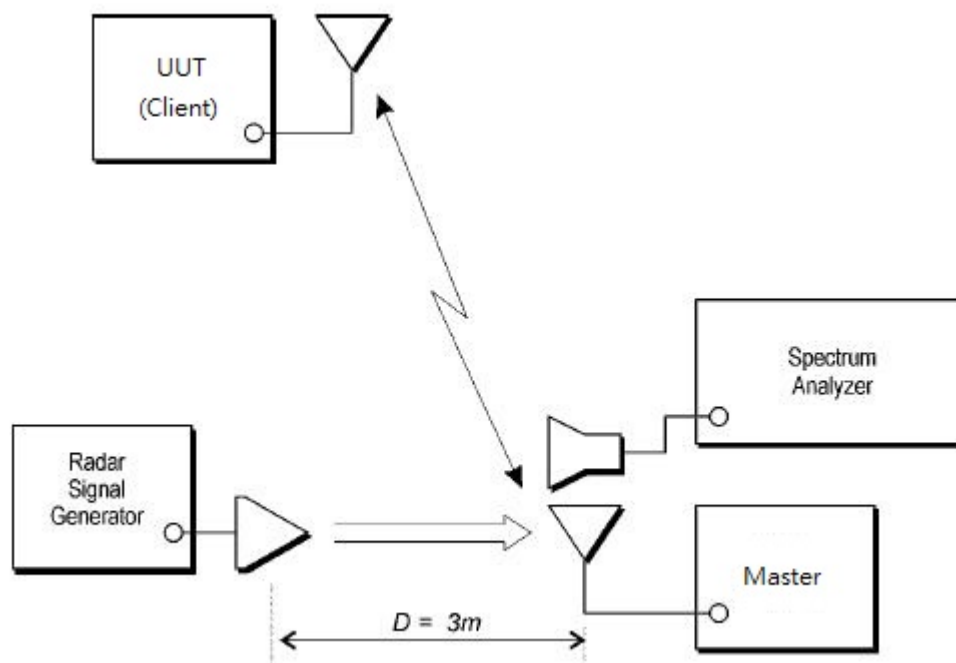 UUT
(Client)
Spectrum
Analyzer
Radar
Signal
Generator
Master
D = 3m